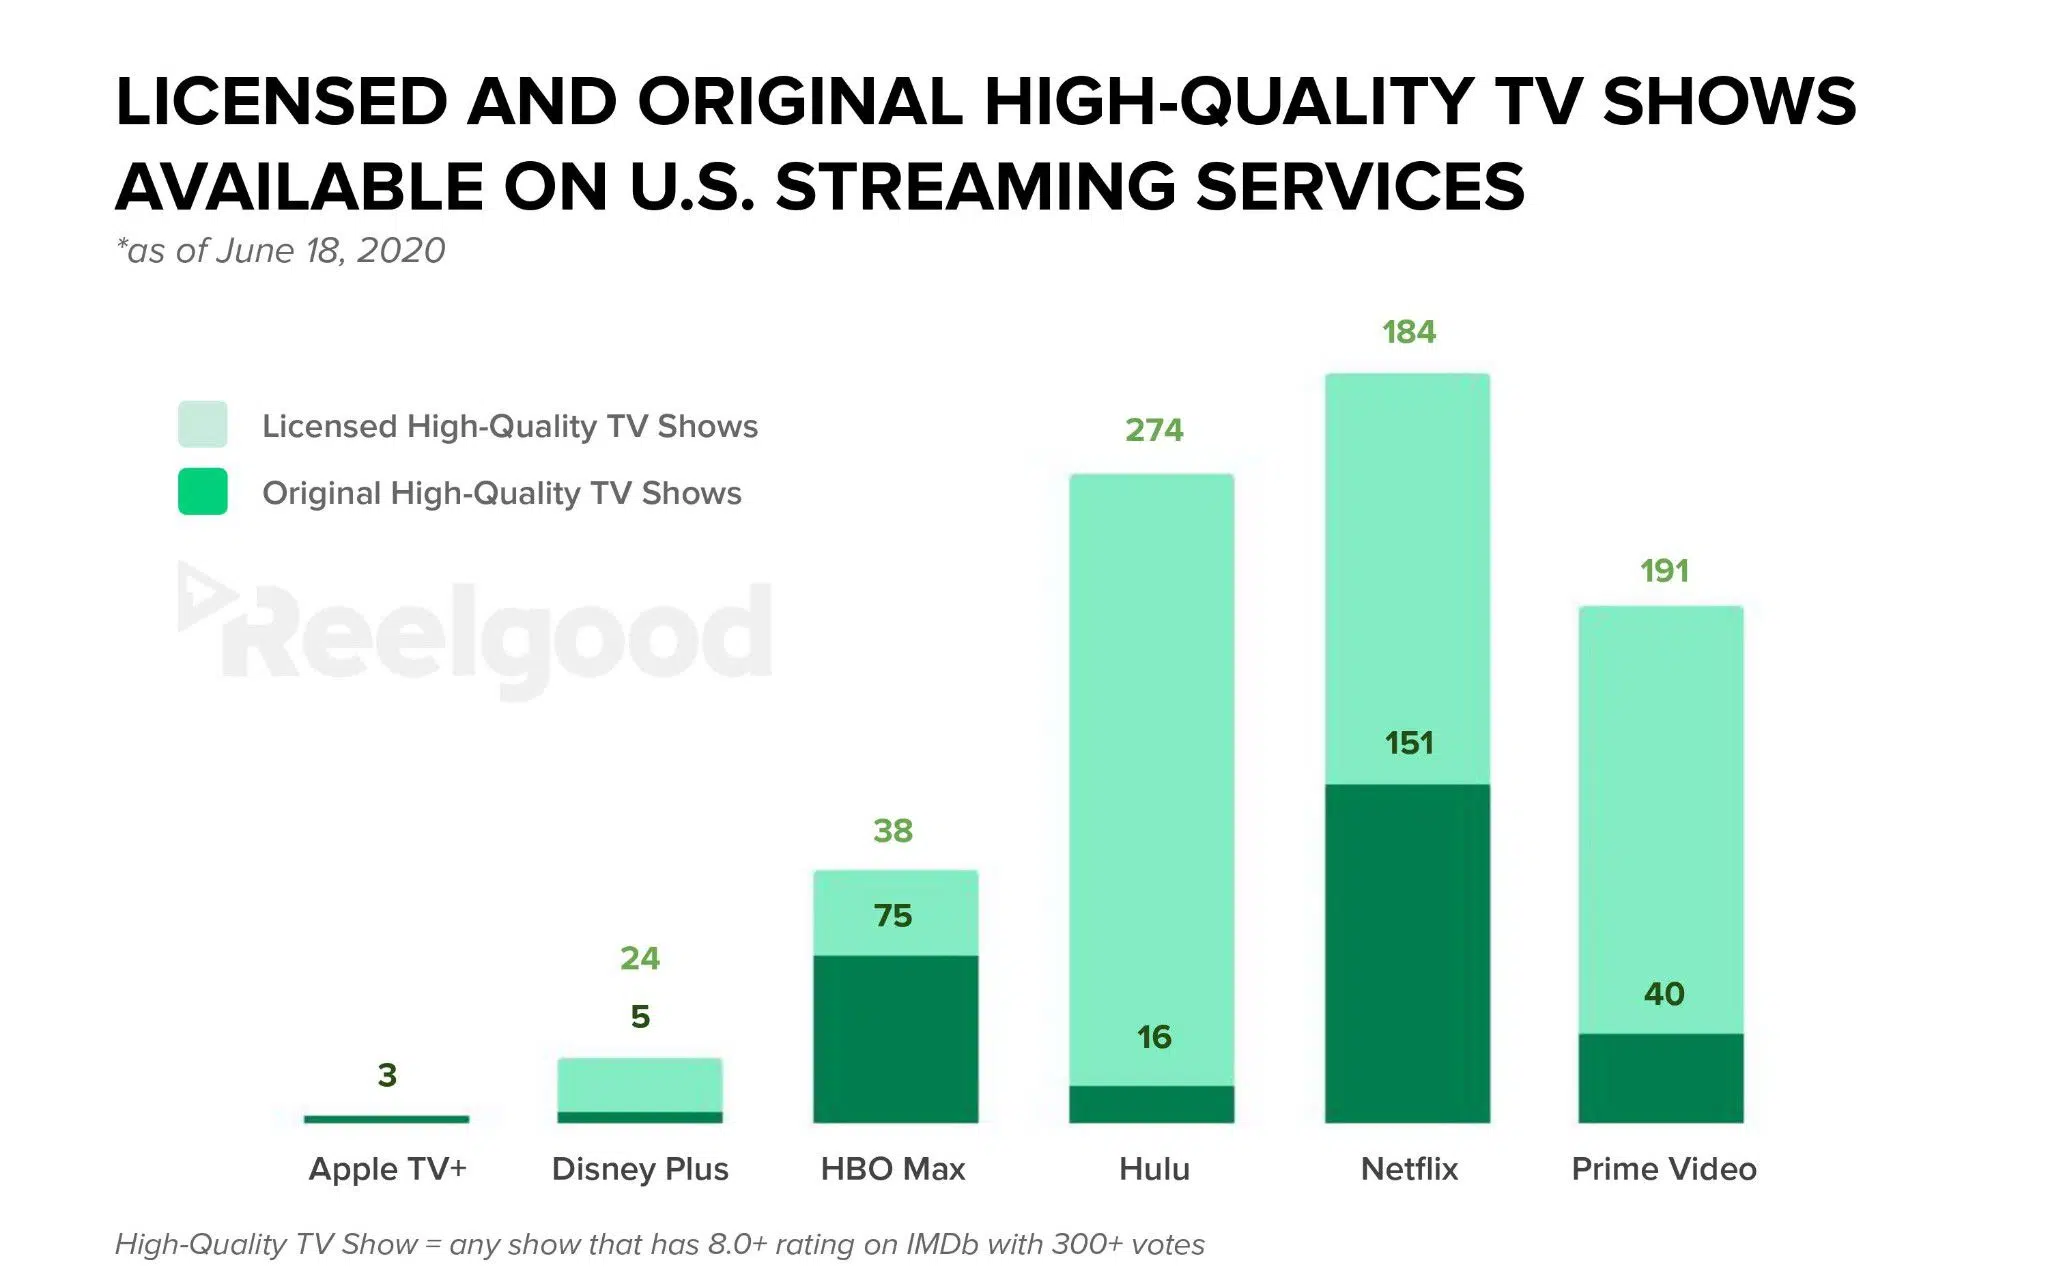 LICENSED AND ORIGINAL HIGH-QUALITY TV SHOWS
AVAILABLE ON U.S. STREAMING SERVICES
*as of June 18, 2020
Licensed High-Quality TV Shows
Original High-Quality TV Shows
Reelgood
3
24
5
38
75
274
16
184
151
191
40
Apple TV+
Disney Plus
HBO Max
Hulu
Netflix
Prime Video
High-Quality TV Show = any show that has 8.0+ rating on IMDb with 300+ votes